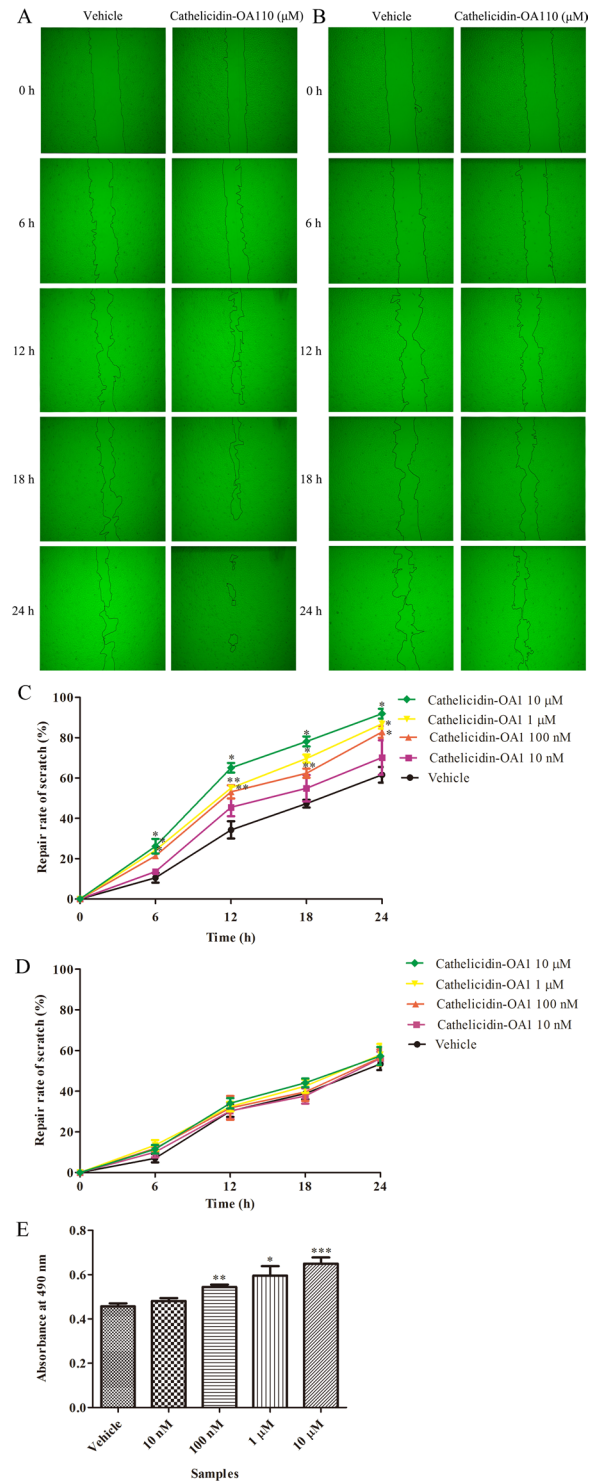 A Vehicle Cathelicidin-OA110 (μM) B Vehicle Cathelicidin-OA110 (μM)
0 h 0 h
6 h 6 h
12 h 12 h
18 h 18 h
24 h 24 h
C
Repair rate of scratch (%)
100
80
60
40
20
0
0 6 12 18 24
Time (h)
* * * ** ** * * ** * * *
Cathelicidin-OA1 10 μM
Cathelicidin-OA1 1 μM
Cathelicidin-OA1 100 nM
Cathelicidin-OA1 10 nM
Vehicle
D
Repair rate of scratch (%)
100
80
60
40
20
0
0 6 12 18 24
Time (h)
Cathelicidin-OA1 10 μM
Cathelicidin-OA1 1 μM
Cathelicidin-OA1 100 nM
Cathelicidin-OA1 10 nM
Vehicle
E
Absorbance at 490 nm
0.8
0.6
0.4
0.2
0.0
** * ***
Vehicle 10 nM 100 nM 1 μM 10 μM
Samples